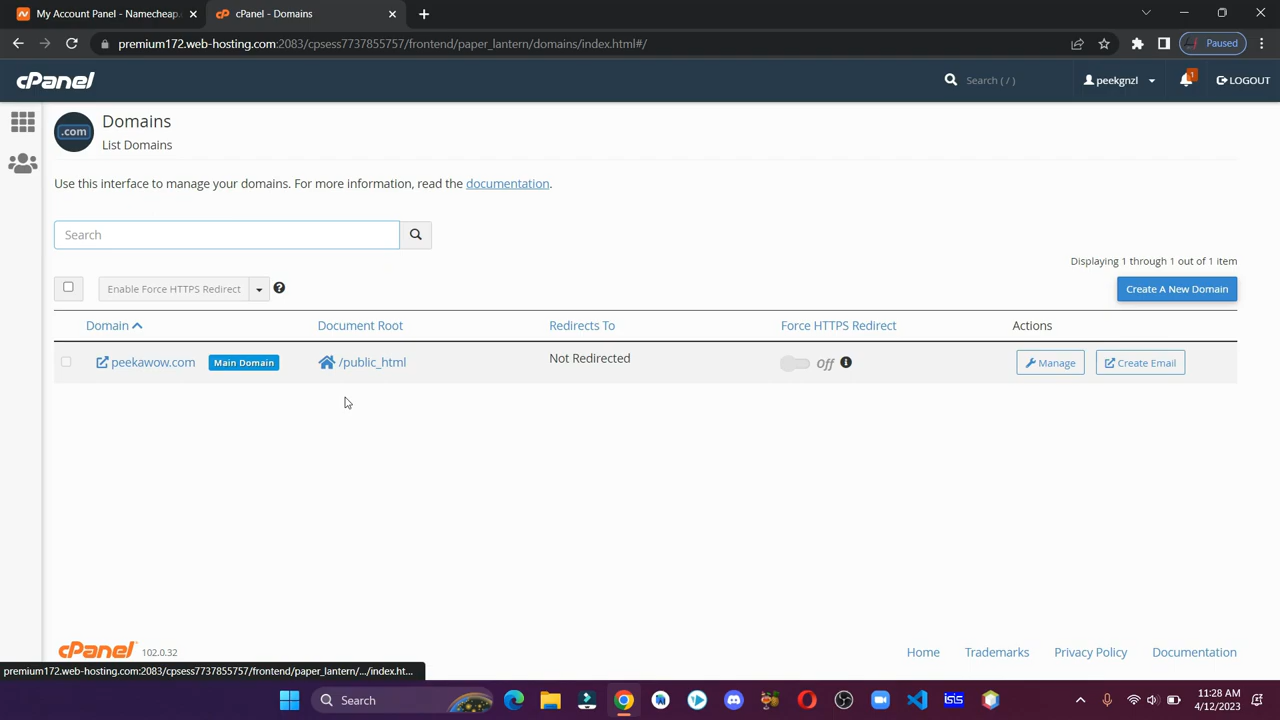 My Account Panel - Namecheap.
cPanel - Domains
premium172.web-hosting.com:2083/cpsess7737855757/frontend/paper_lantern/domains/index.html#/
Paused
cPanel
Search ( / )
peekgnzl
1
LOGOUT
.com
Domains
List Domains
Use this interface to manage your domains. For more information, read the documentation.
Search
Displaying 1 through 1 out of 1 item
Enable Force HTTPS Redirect
Create A New Domain
Domain Document Root Redirects To Force HTTPS Redirect Actions
peekawow.com Main Domain /public_html Not Redirected Off Manage Create Email
cPanel 102.0.32
Home Trademarks Privacy Policy Documentation
premium172.web-hosting.com:2083/cpsess7737855757/frontend/paper_lantern/.../index.ht...
Search
ISIS
11:28 AM
4/12/2023